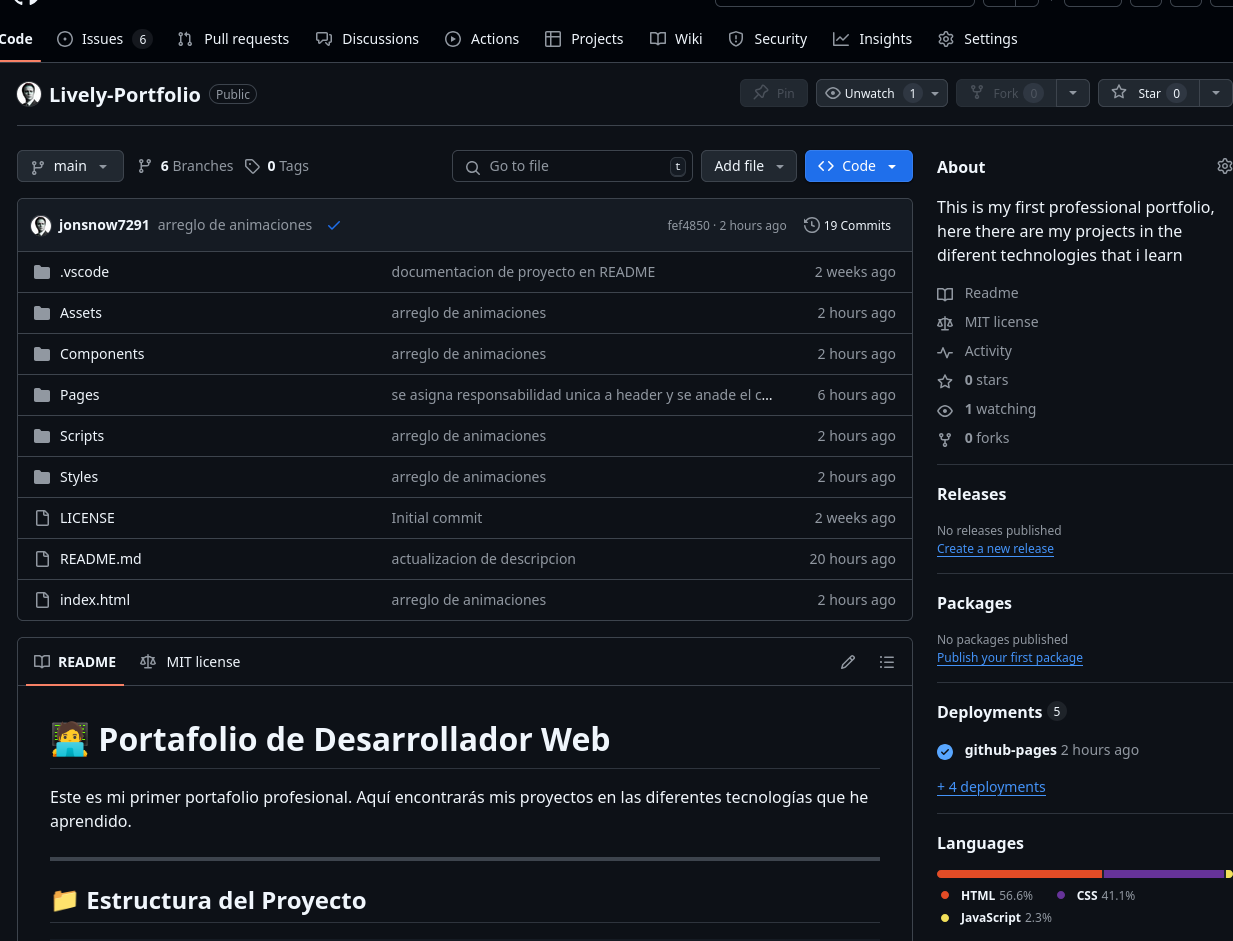 Code Issues 6 Pull requests Discussions Actions Projects Wiki Security Insights Settings
Lively-Portfolio Public Pin Unwatch 1 Fork 0 Star 0
main 6 Branches 0 Tags Go to file t Add file Code
jonsnow7291 arreglo de animaciones fef4850 · 2 hours ago 19 Commits
.vscode documentacion de proyecto en README 2 weeks ago
Assets arreglo de animaciones 2 hours ago
Components arreglo de animaciones 2 hours ago
Pages se asigna responsabilidad unica a header y se anade el c... 6 hours ago
Scripts arreglo de animaciones 2 hours ago
Styles arreglo de animaciones 2 hours ago
LICENSE Initial commit 2 weeks ago
README.md actualizacion de descripcion 20 hours ago
index.html arreglo de animaciones 2 hours ago
README MIT license
Portafolio de Desarrollador Web
Este es mi primer portafolio profesional. Aquí encontrarás mis proyectos en las diferentes tecnologías que he
aprendido.
Estructura del Proyecto
About
This is my first professional portfolio,
here there are my projects in the
diferent technologies that i learn
Readme
MIT license
Activity
0 stars
1 watching
0 forks
Releases
No releases published
Create a new release
Packages
No packages published
Publish your first package
Deployments 5
github-pages 2 hours ago
+ 4 deployments
Languages
HTML 56.6% CSS 41.1%
JavaScript 2.3%